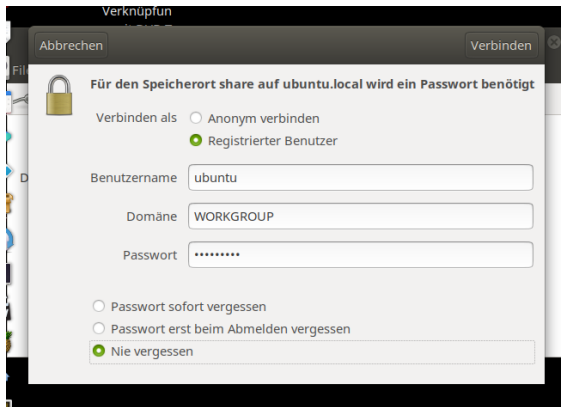 Verknüpfun
Abbrechen
Verbinden
File
Für den Speicherort share auf ubuntu.local wird ein Passwort benötigt
Verbinden als
Anonym verbinden
Registrierter Benutzer
Benutzername
ubuntu
Domäne
WORKGROUP
Passwort
•••••••••
Passwort sofort vergessen
Passwort erst beim Abmelden vergessen
Nie vergessen
D